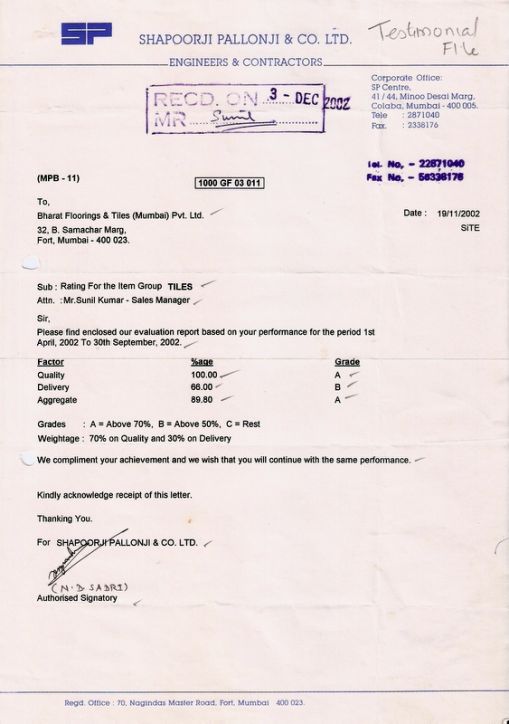 SP
SHAPOORJI PALLONJI & CO. LTD.
Testimonial
File
ENGINEERS & CONTRACTORS
Corporate Office:
SP Centre,
41 / 44, Minoo Desai Marg,
Colaba, Mumbai - 400 005.
Tele : 2871040
Fax. : 2338176
RECD. ON 3 - DEC 2002
MR ..... Sunil .....
Tel. No, - 22871040
Fax No, - 56338176
(MPB - 11)
1000 GF 03 011
To,
Bharat Floorings & Tiles (Mumbai) Pvt. Ltd.
Date : 19/11/2002
32, B. Samachar Marg,
SITE
Fort, Mumbai - 400 023.
Sub : Rating For the Item Group TILES
Attn. : Mr.Sunil Kumar - Sales Manager
Sir,
Please find enclosed our evaluation report based on your performance for the period 1st
April, 2002 To 30th September, 2002.
Factor %age Grade
Quality 100.00 A
Delivery 66.00 B
Aggregate 89.80 A
Grades : A = Above 70%, B = Above 50%, C = Rest
Weightage : 70% on Quality and 30% on Delivery
We compliment your achievement and we wish that you will continue with the same performance.
Kindly acknowledge receipt of this letter.
Thanking You.
For SHAPOORJI PALLONJI & CO. LTD.
(N.D SADRI)
Authorised Signatory
Regd. Office : 70, Nagindas Master Road, Fort, Mumbai 400 023.